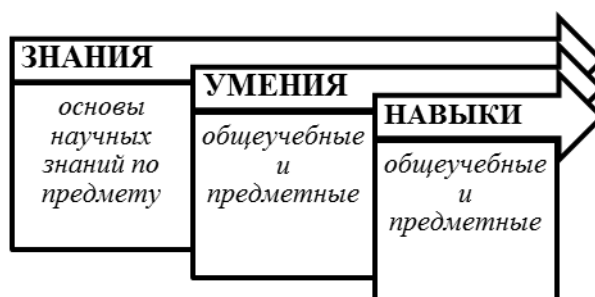 ЗНАНИЯ
основы
научных
знаний по
предмету
УМЕНИЯ
общеучебные
и
предметные
НАВЫКИ
общеучебные
и
предметные